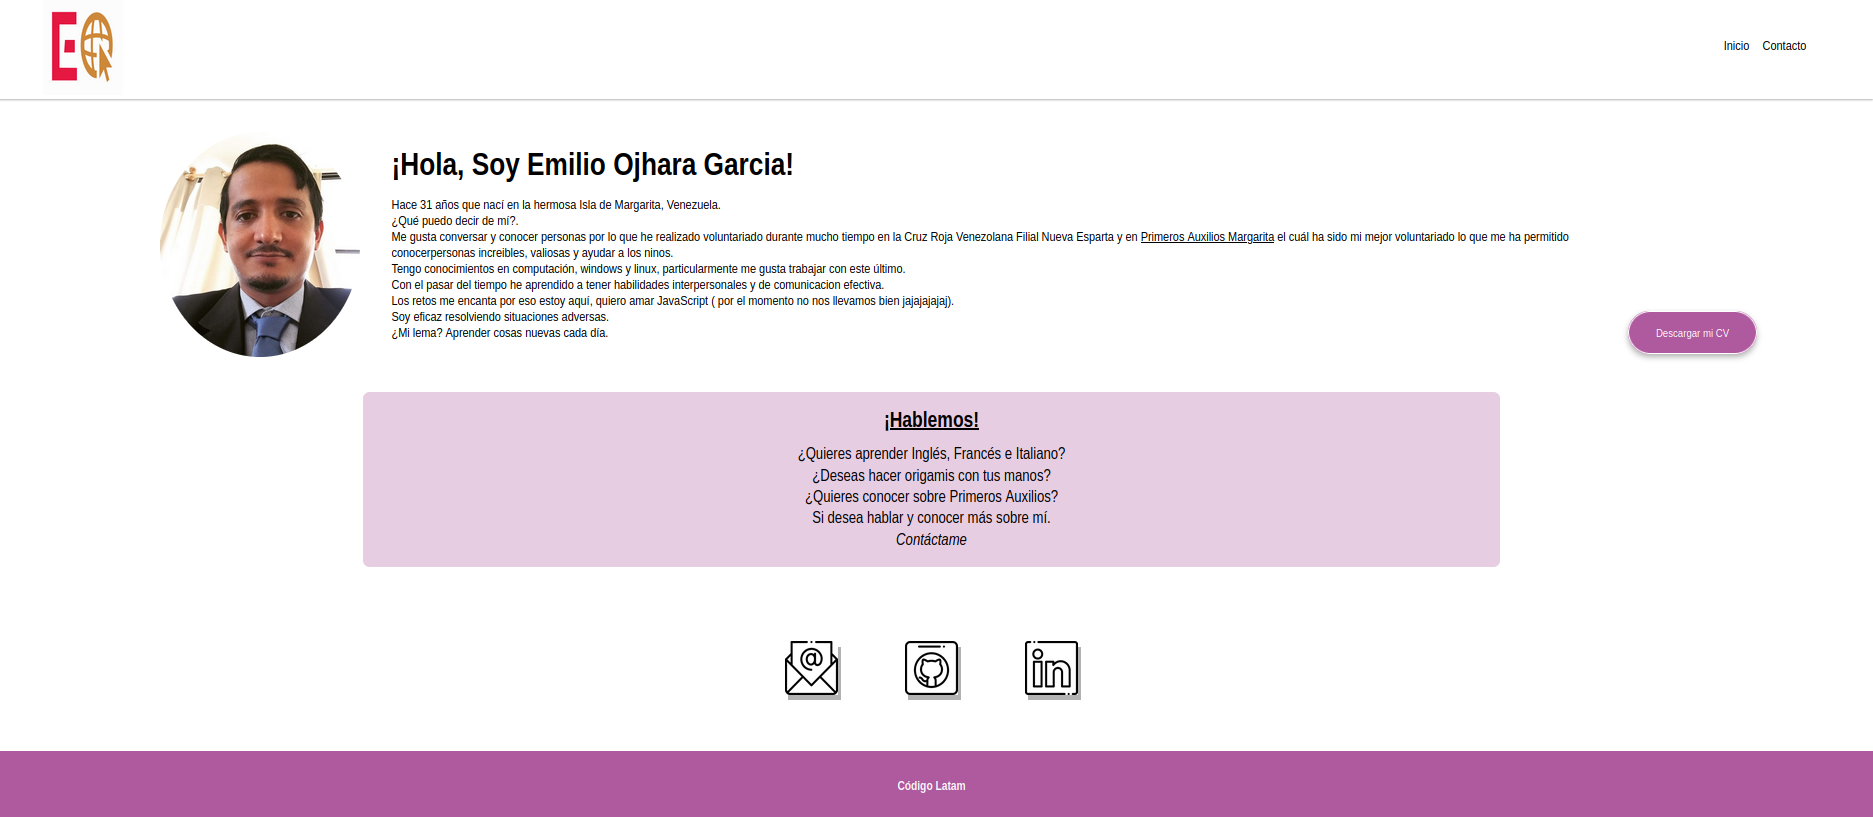 E
Inicio Contacto
¡Hola, Soy Emilio Ojhara Garcia!
Hace 31 años que nací en la hermosa Isla de Margarita, Venezuela.
¿Qué puedo decir de mí?.
Me gusta conversar y conocer personas por lo que he realizado voluntariado durante mucho tiempo en la Cruz Roja Venezolana Filial Nueva Esparta y en Primeros Auxilios Margarita el cuál ha sido mi mejor voluntariado lo que me ha permitido
conocerpersonas increibles, valiosas y ayudar a los ninos.
Tengo conocimientos en computación, windows y linux, particularmente me gusta trabajar con este último.
Con el pasar del tiempo he aprendido a tener habilidades interpersonales y de comunicacion efectiva.
Los retos me encanta por eso estoy aquí, quiero amar JavaScript ( por el momento no nos llevamos bien jajajajajaj).
Soy eficaz resolviendo situaciones adversas.
¿Mi lema? Aprender cosas nuevas cada día.
Descargar mi CV
¡Hablemos!
¿Quieres aprender Inglés, Francés e Italiano?
¿Deseas hacer origamis con tus manos?
¿Quieres conocer sobre Primeros Auxilios?
Si desea hablar y conocer más sobre mí.
Contáctame
@ in
Código Latam